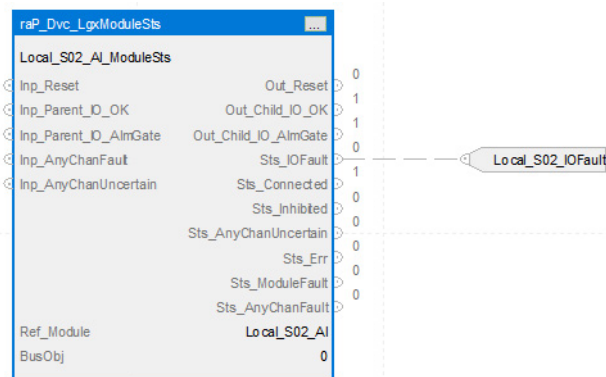 raP_Dvc_LgxModuleSts ...
Local_S02_AI_ModuleSts
0
Inp_Reset Out_Reset
1
Inp_Parent_IO_OK Out_Child_IO_OK
1
Inp_Parent_IO_AlmGate Out_Child_IO_AlmGate
0
Inp_AnyChanFault Sts_IOFault Local_S02_IOFault
1
Inp_AnyChanUncertain Sts_Connected
0
Sts_Inhibited
0
Sts_AnyChanUncertain
0
Sts_Err
0
Sts_ModuleFault
0
Sts_AnyChanFault
Ref_Module Local_S02_AI
BusObj 0